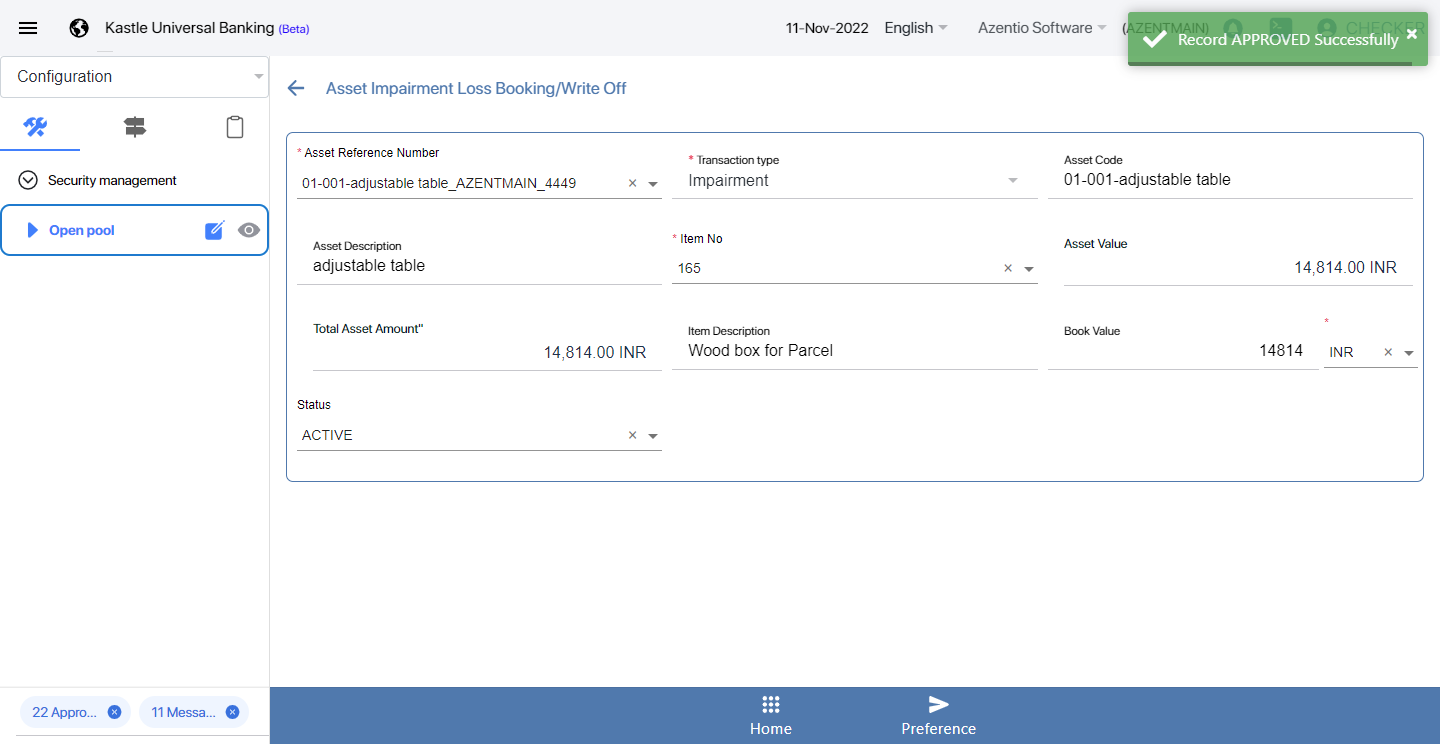 Kastle Universal Banking (Beta)
11-Nov-2022
English
Azentio Software
(AZENTMAIN)
CHECKER
Record APPROVED Successfully
Configuration
Asset Impairment Loss Booking/Write Off
Security management
Open pool
* Asset Reference Number
01-001-adjustable table_AZENTMAIN_4449
* Transaction type
Impairment
Asset Code
01-001-adjustable table
Asset Description
adjustable table
* Item No
165
Asset Value
14,814.00 INR
Total Asset Amount"
14,814.00 INR
Item Description
Wood box for Parcel
Book Value
14814
*
INR
Status
ACTIVE
22 Appro...
11 Messa...
Home
Preference